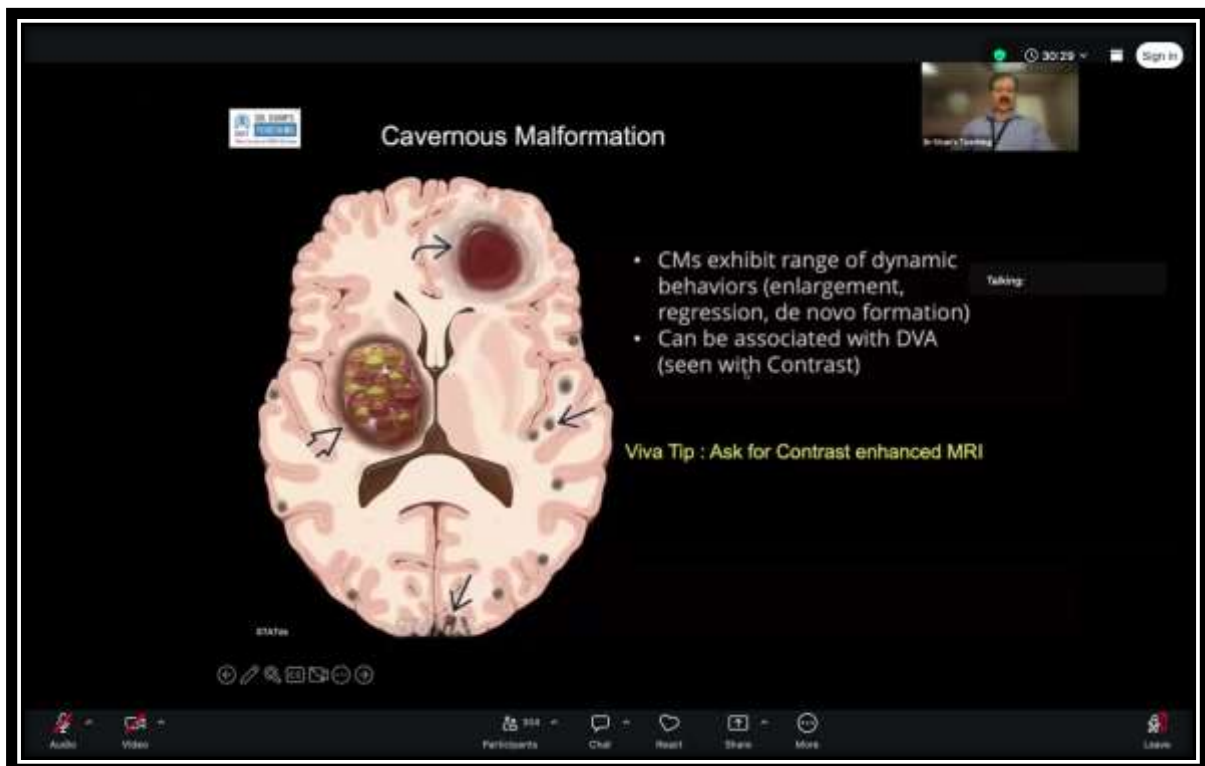 30:29
Sign in
Cavernous Malformation
• CMs exhibit range of dynamic
behaviors (enlargement,
regression, de novo formation)
• Can be associated with DVA
(seen with Contrast)
Talking:
Viva Tip : Ask for Contrast enhanced MRI
Audio
Video
Participants
Chat
React
Share
More
Leave